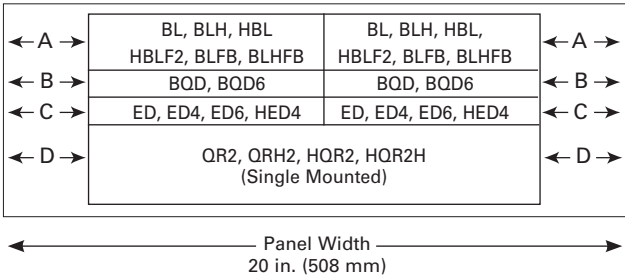 A BL, BLH, HBL BL, BLH, HBL, A
HBLF2, BLFB, BLHFB HBLF2, BLFB, BLHFB
B BQD, BQD6 BQD, BQD6 B
C ED, ED4, ED6, HED4 ED, ED4, ED6, HED4 C
D QR2, QRH2, HQR2, HQR2H D
(Single Mounted)
Panel Width
20 in. (508 mm)